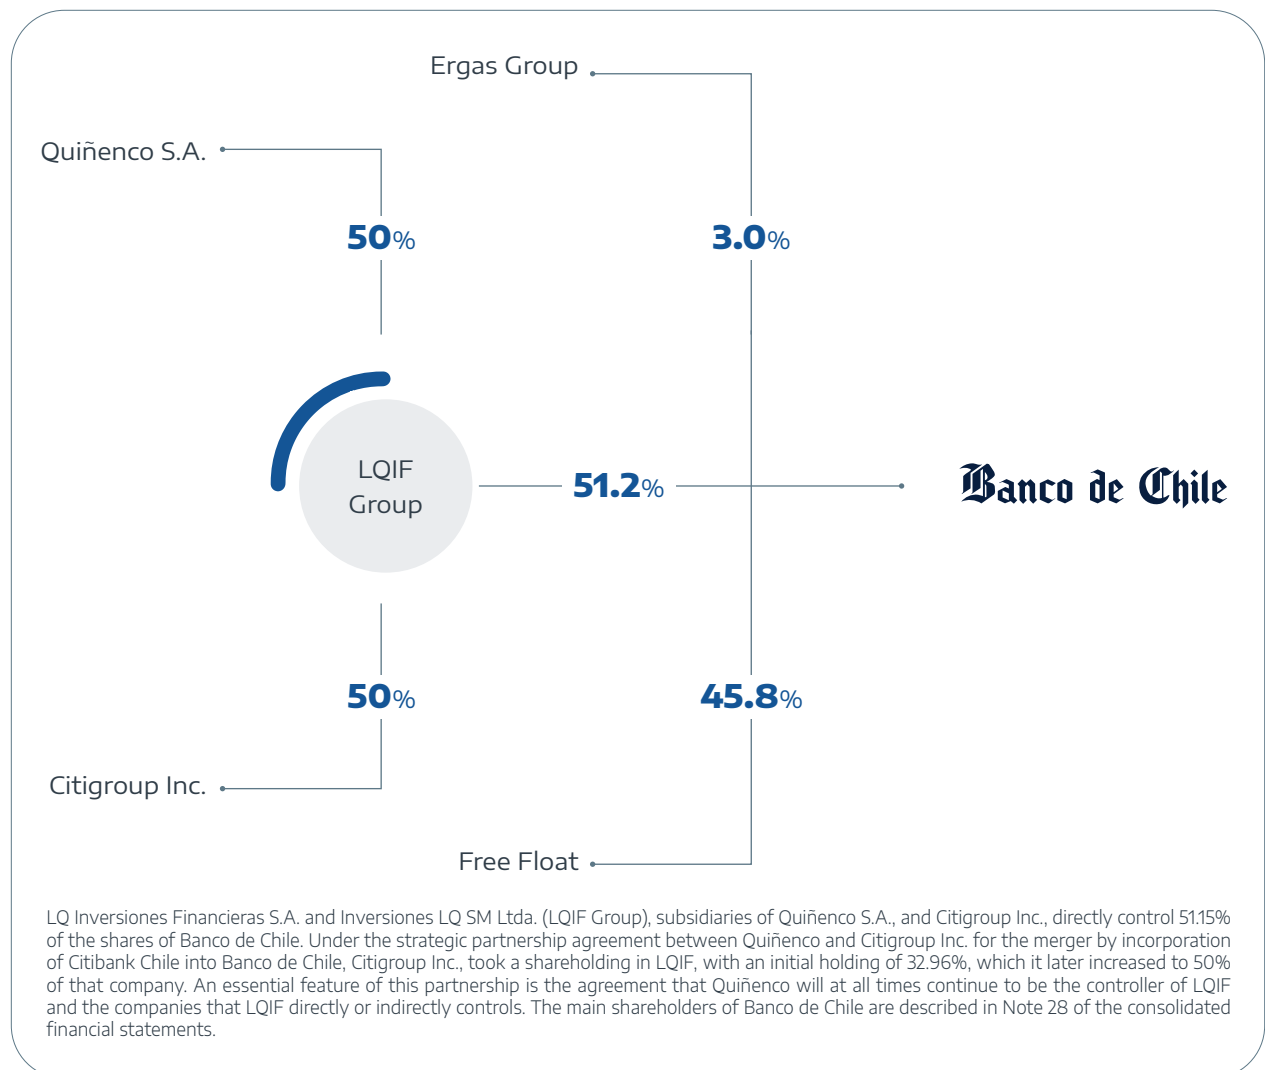 Ergas Group
Quiñenco S.A.
50%
3.0%
LQIF
Group
51.2%
Banco de Chile
50%
45.8%
Citigroup Inc.
Free Float
LQ Inversiones Financieras S.A. and Inversiones LQ SM Ltda. (LQIF Group), subsidiaries of Quiñenco S.A., and Citigroup Inc., directly control 51.15%
of the shares of Banco de Chile. Under the strategic partnership agreement between Quiñenco and Citigroup Inc. for the merger by incorporation
of Citibank Chile into Banco de Chile, Citigroup Inc., took a shareholding in LQIF, with an initial holding of 32.96%, which it later increased to 50%
of that company. An essential feature of this partnership is the agreement that Quiñenco will at all times continue to be the controller of LQIF
and the companies that LQIF directly or indirectly controls. The main shareholders of Banco de Chile are described in Note 28 of the consolidated
financial statements.